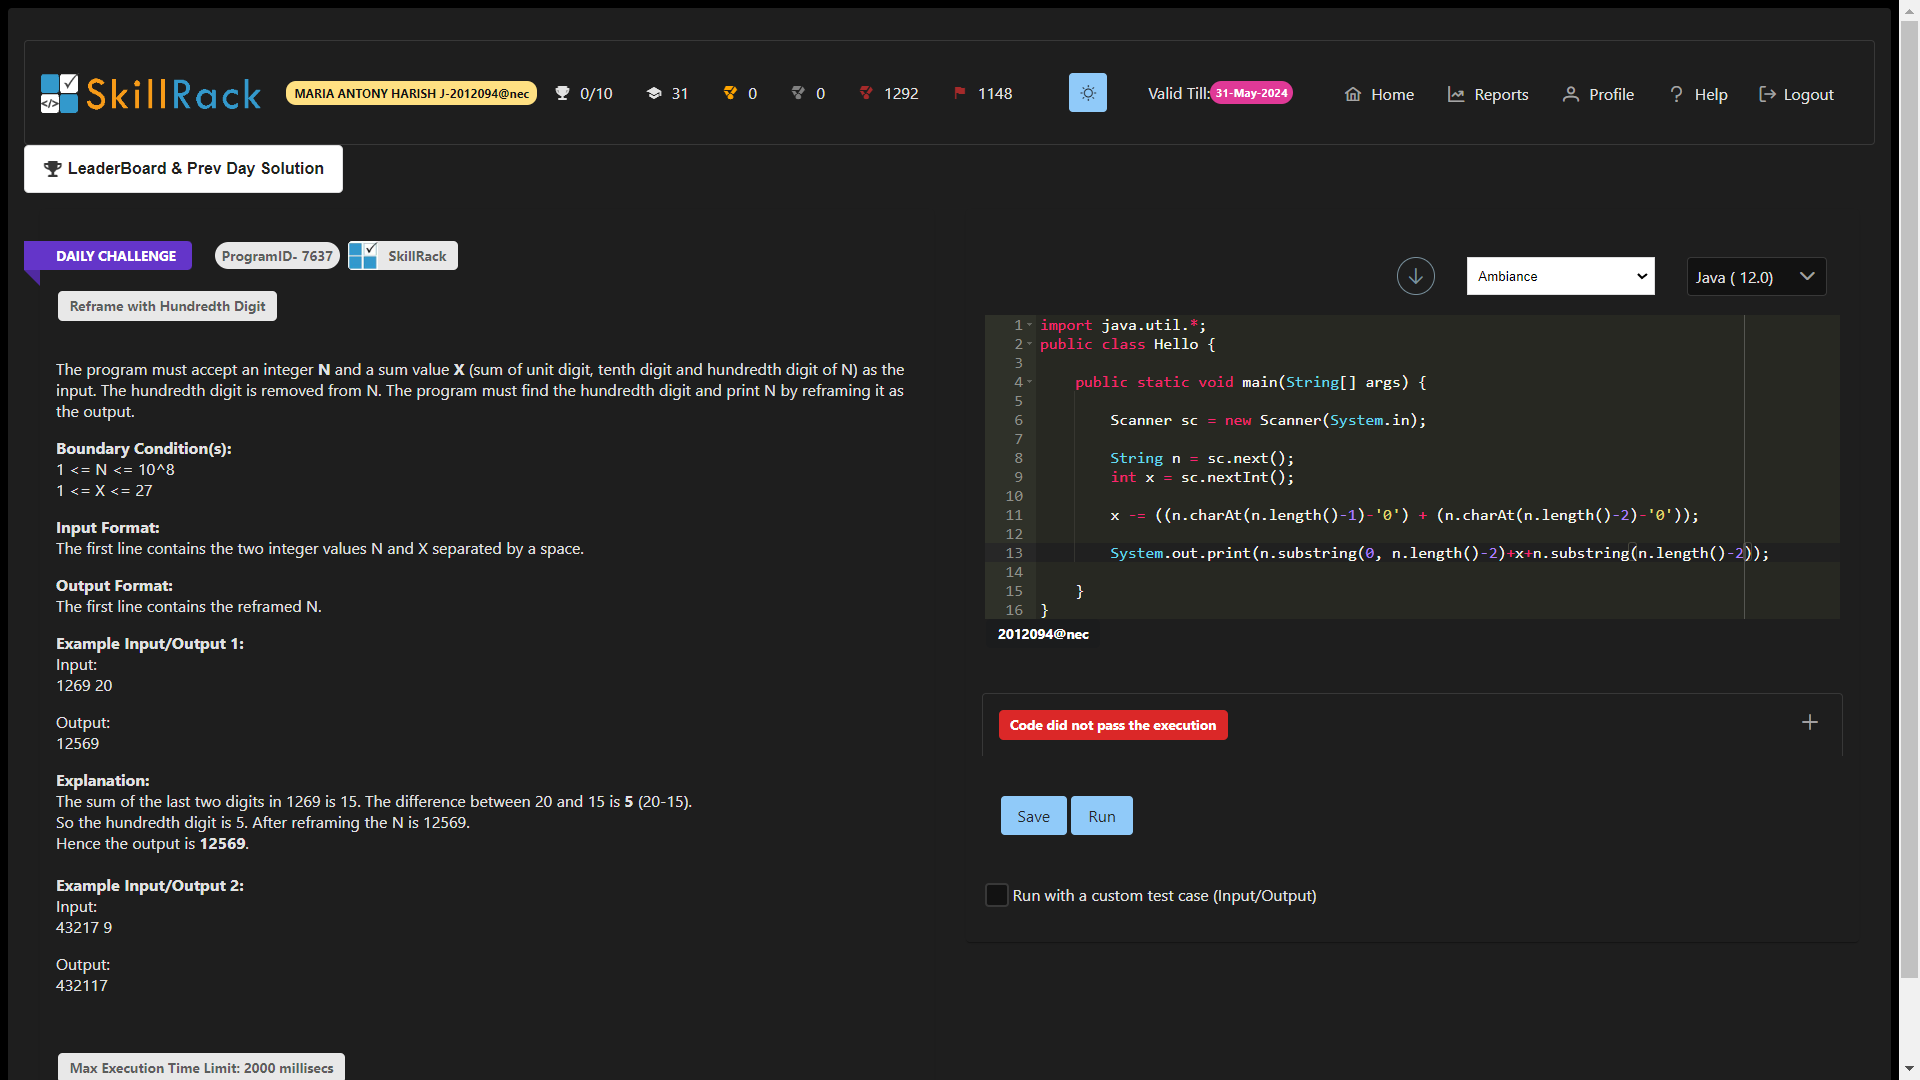 SkillRack
MARIA ANTONY HARISH J-2012094@nec
0/10
31
0
0
1292
1148
Valid Till: 31-May-2024
Home
Reports
Profile
? Help
Logout
LeaderBoard & Prev Day Solution
DAILY CHALLENGE
ProgramID- 7637
SkillRack
Reframe with Hundredth Digit
The program must accept an integer N and a sum value X (sum of unit digit, tenth digit and hundredth digit of N) as the
input. The hundredth digit is removed from N. The program must find the hundredth digit and print N by reframing it as
the output.
Boundary Condition(s):
1 <= N <= 10^8
1 <= X <= 27
Input Format:
The first line contains the two integer values N and X separated by a space.
Output Format:
The first line contains the reframed N.
Example Input/Output 1:
Input:
1269 20
Output:
12569
Explanation:
The sum of the last two digits in 1269 is 15. The difference between 20 and 15 is 5 (20-15).
So the hundredth digit is 5. After reframing the N is 12569.
Hence the output is 12569.
Example Input/Output 2:
Input:
43217 9
Output:
432117
Max Execution Time Limit: 2000 millisecs
Ambiance
Java ( 12.0)
1 import java.util.*;
2 public class Hello {
3
4 public static void main(String[] args) {
5
6 Scanner sc = new Scanner(System.in);
7
8 String n = sc.next();
9 int x = sc.nextInt();
10
11 x -= ((n.charAt(n.length()-1)-'0') + (n.charAt(n.length()-2)-'0'));
12
13 System.out.print(n.substring(0, n.length()-2)+x+n.substring(n.length()-2));
14
15 }
16 }
2012094@nec
Code did not pass the execution
Save
Run
Run with a custom test case (Input/Output)